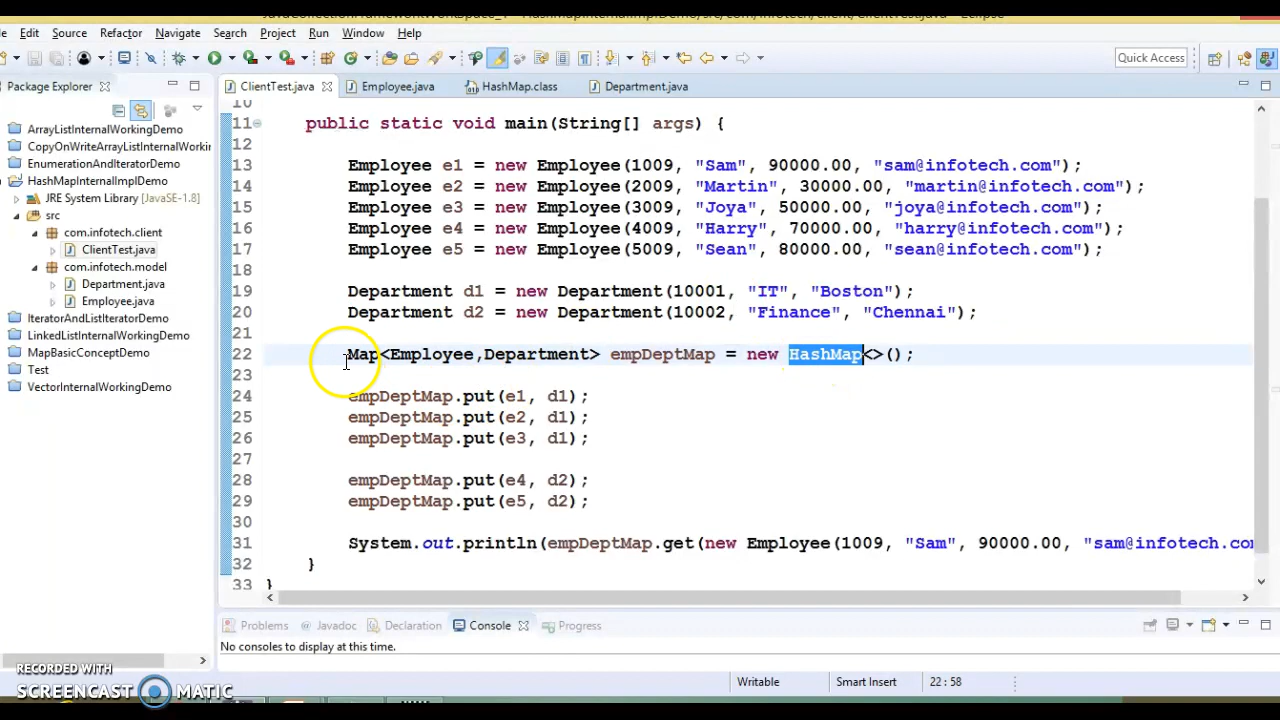 Edit Source Refactor Navigate Search Project Run Window Help
Quick Access
Package Explorer
ClientTest.java Employee.java HashMap.class Department.java
ArrayListInternalWorkingDemo
CopyOnWriteArrayListInternalWorki
EnumerationAndIteratorDemo
HashMapInternalImplDemo
JRE System Library [JavaSE-1.8]
src
com.infotech.client
ClientTest.java
com.infotech.model
Department.java
Employee.java
IteratorAndListIteratorDemo
LinkedListInternalWorkingDemo
MapBasicConceptDemo
Test
VectorInternalWorkingDemo
10
11 public static void main(String[] args) {
12
13 Employee e1 = new Employee(1009, "Sam", 90000.00, "sam@infotech.com");
14 Employee e2 = new Employee(2009, "Martin", 30000.00, "martin@infotech.com");
15 Employee e3 = new Employee(3009, "Joya", 50000.00, "joya@infotech.com");
16 Employee e4 = new Employee(4009, "Harry", 70000.00, "harry@infotech.com");
17 Employee e5 = new Employee(5009, "Sean", 80000.00, "sean@infotech.com");
18
19 Department d1 = new Department(10001, "IT", "Boston");
20 Department d2 = new Department(10002, "Finance", "Chennai");
21
22 Map<Employee,Department> empDeptMap = new HashMap<>();
23
24 empDeptMap.put(e1, d1);
25 empDeptMap.put(e2, d1);
26 empDeptMap.put(e3, d1);
27
28 empDeptMap.put(e4, d2);
29 empDeptMap.put(e5, d2);
30
31 System.out.println(empDeptMap.get(new Employee(1009, "Sam", 90000.00, "sam@infotech.co
32 }
33 }
Problems Javadoc Declaration Console Progress
No consoles to display at this time.
Writable Smart Insert 22 : 58
RECORDED WITH
SCREENCAST MATIC